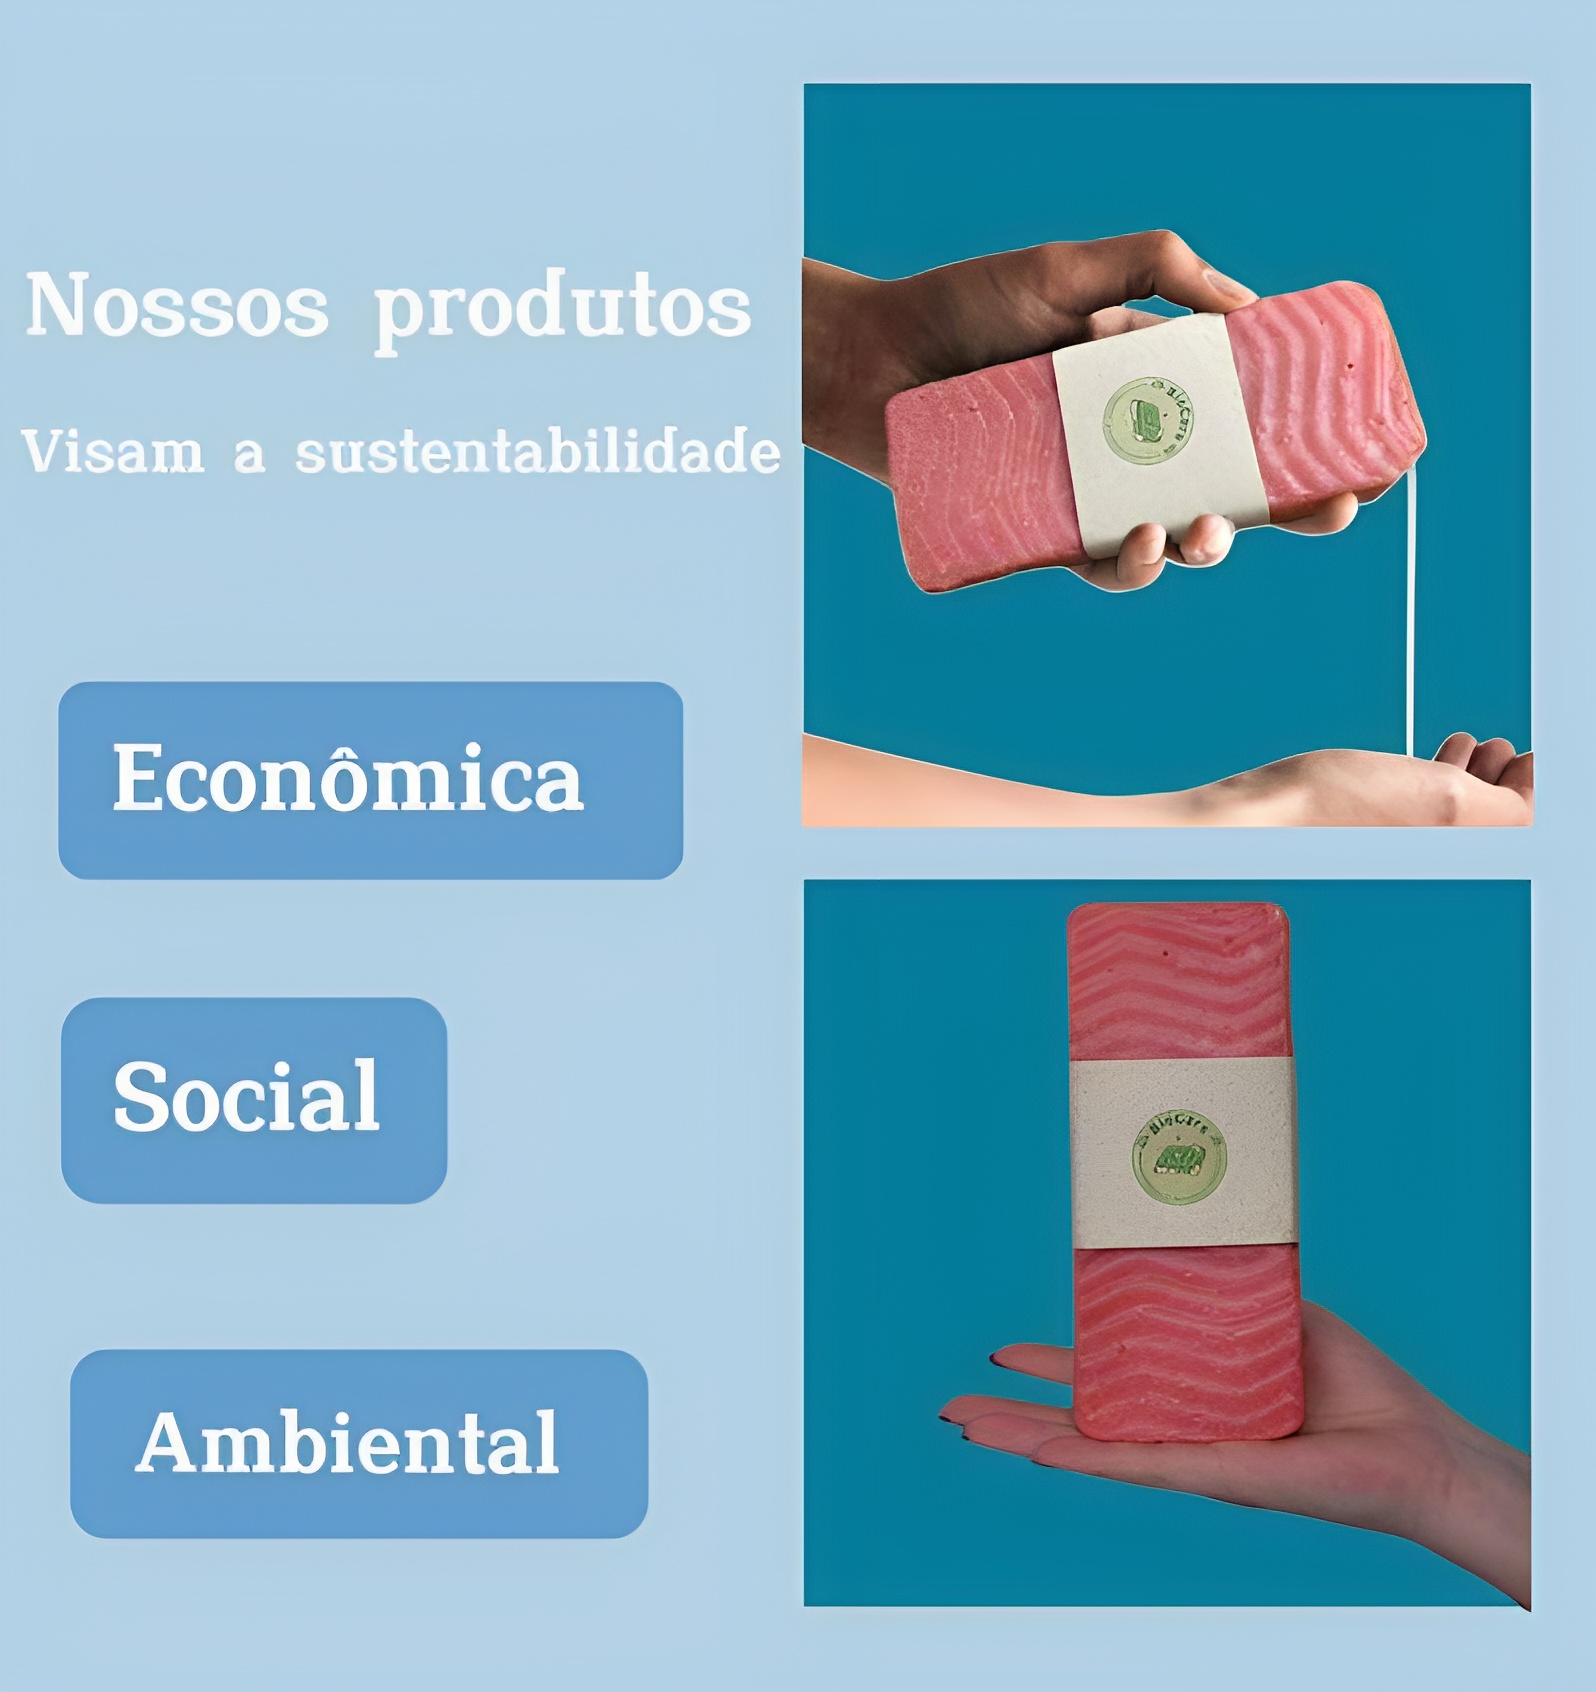 Nossos produtos
Visam a sustentabilidade
Econômica
Social
Ambiental